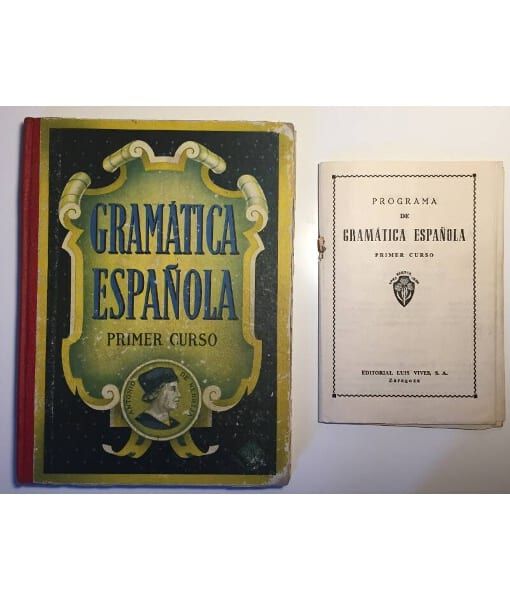 GRAMÁTICA
ESPAÑOLA
PRIMER CURSO
ANTONIO DE NEBRIJA
PROGRAMA
DE
GRAMÁTICA ESPAÑOLA
PRIMER CURSO
EDITORIAL LUIS VIVES, S. A.
Zaragoza